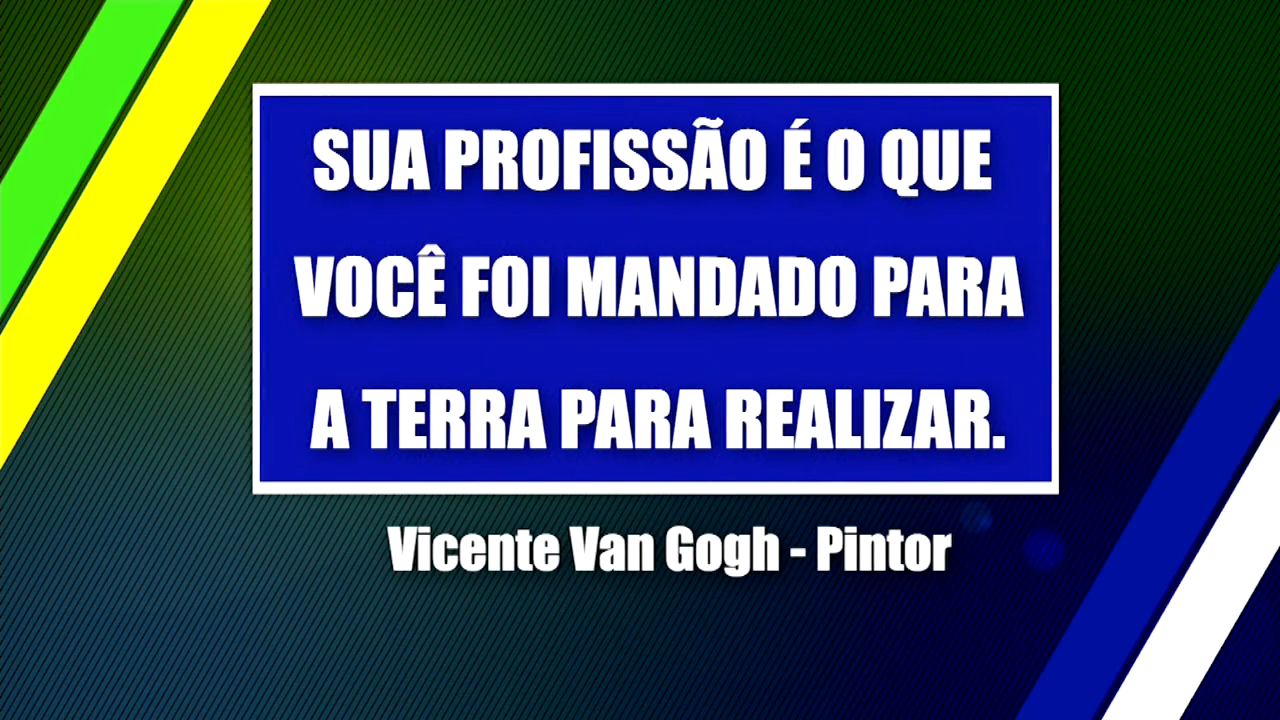 SUA PROFISSÃO É O QUE
VOCÊ FOI MANDADO PARA
A TERRA PARA REALIZAR.
Vicente Van Gogh - Pintor